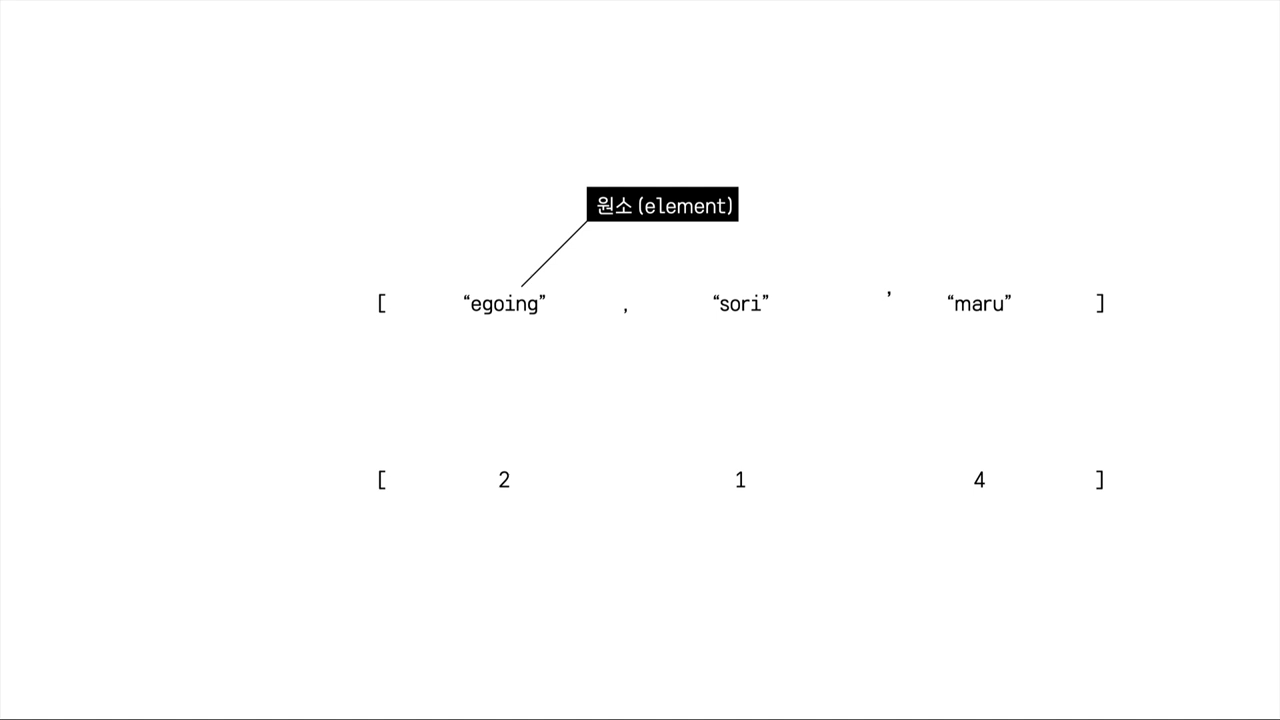 원소 (element)
[ “egoing” , “sori” , “maru” ]
[ 2 1 4 ]